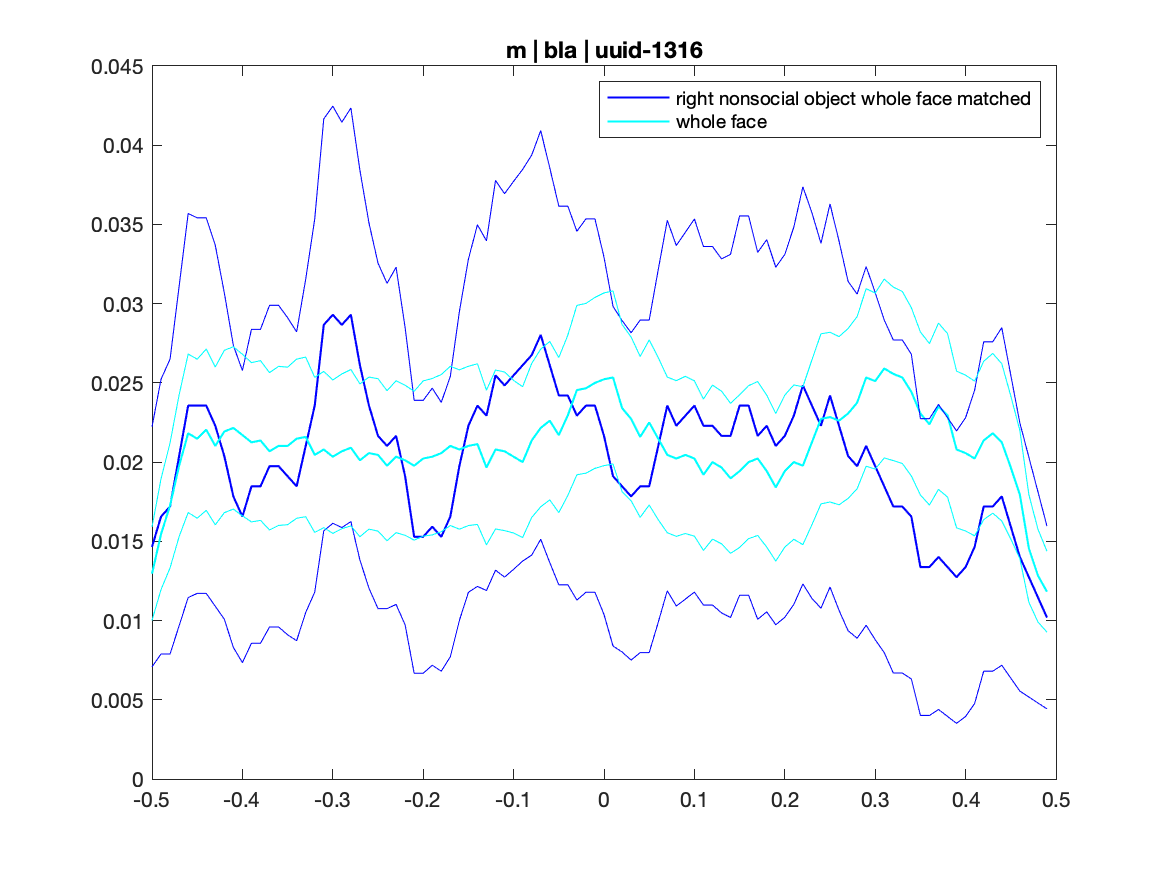 m | bla | uuid-1316
right nonsocial object whole face matched
whole face
0.045
0.04
0.035
0.03
0.025
0.02
0.015
0.01
0.005
0
-0.5 -0.4 -0.3 -0.2 -0.1 0 0.1 0.2 0.3 0.4 0.5